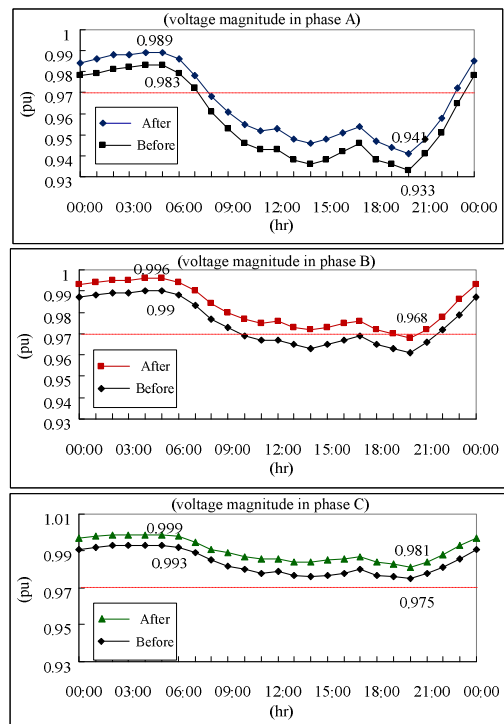 (voltage magnitude in phase A)
1
0.99
0.98
0.97
0.96
0.95
0.94
0.93
(pu)
0.989
0.983
0.941
0.933
After
Before
00:00 03:00 06:00 09:00 12:00 15:00 18:00 21:00 00:00
(hr)
(voltage magnitude in phase B)
1
0.99
0.98
0.97
0.96
0.95
0.94
0.93
(pu)
0.996
0.99
0.968
After
Before
00:00 03:00 06:00 09:00 12:00 15:00 18:00 21:00 00:00
(hr)
(voltage magnitude in phase C)
1.01
0.99
0.97
0.95
0.93
(pu)
0.999
0.993
0.981
0.975
After
Before
00:00 03:00 06:00 09:00 12:00 15:00 18:00 21:00 00:00
(hr)